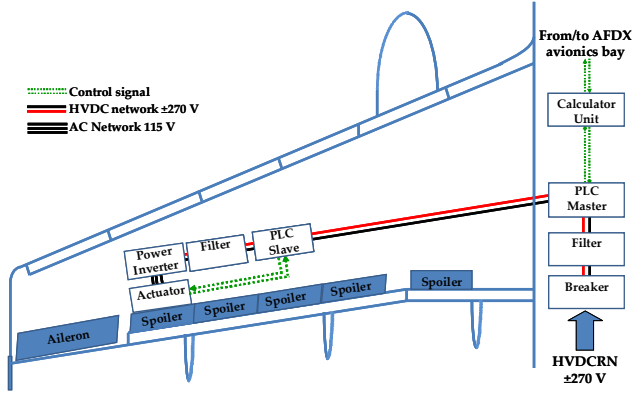 From/to AFDX
avionics bay
Control signal
HVDC network ±270 V
AC Network 115 V
Calculator
Unit
PLC
Master
Filter
Breaker
HVDCRN
±270 V
PLC
Slave
Filter
Power
Inverter
Actuator
Spoiler
Spoiler
Spoiler
Spoiler
Spoiler
Aileron